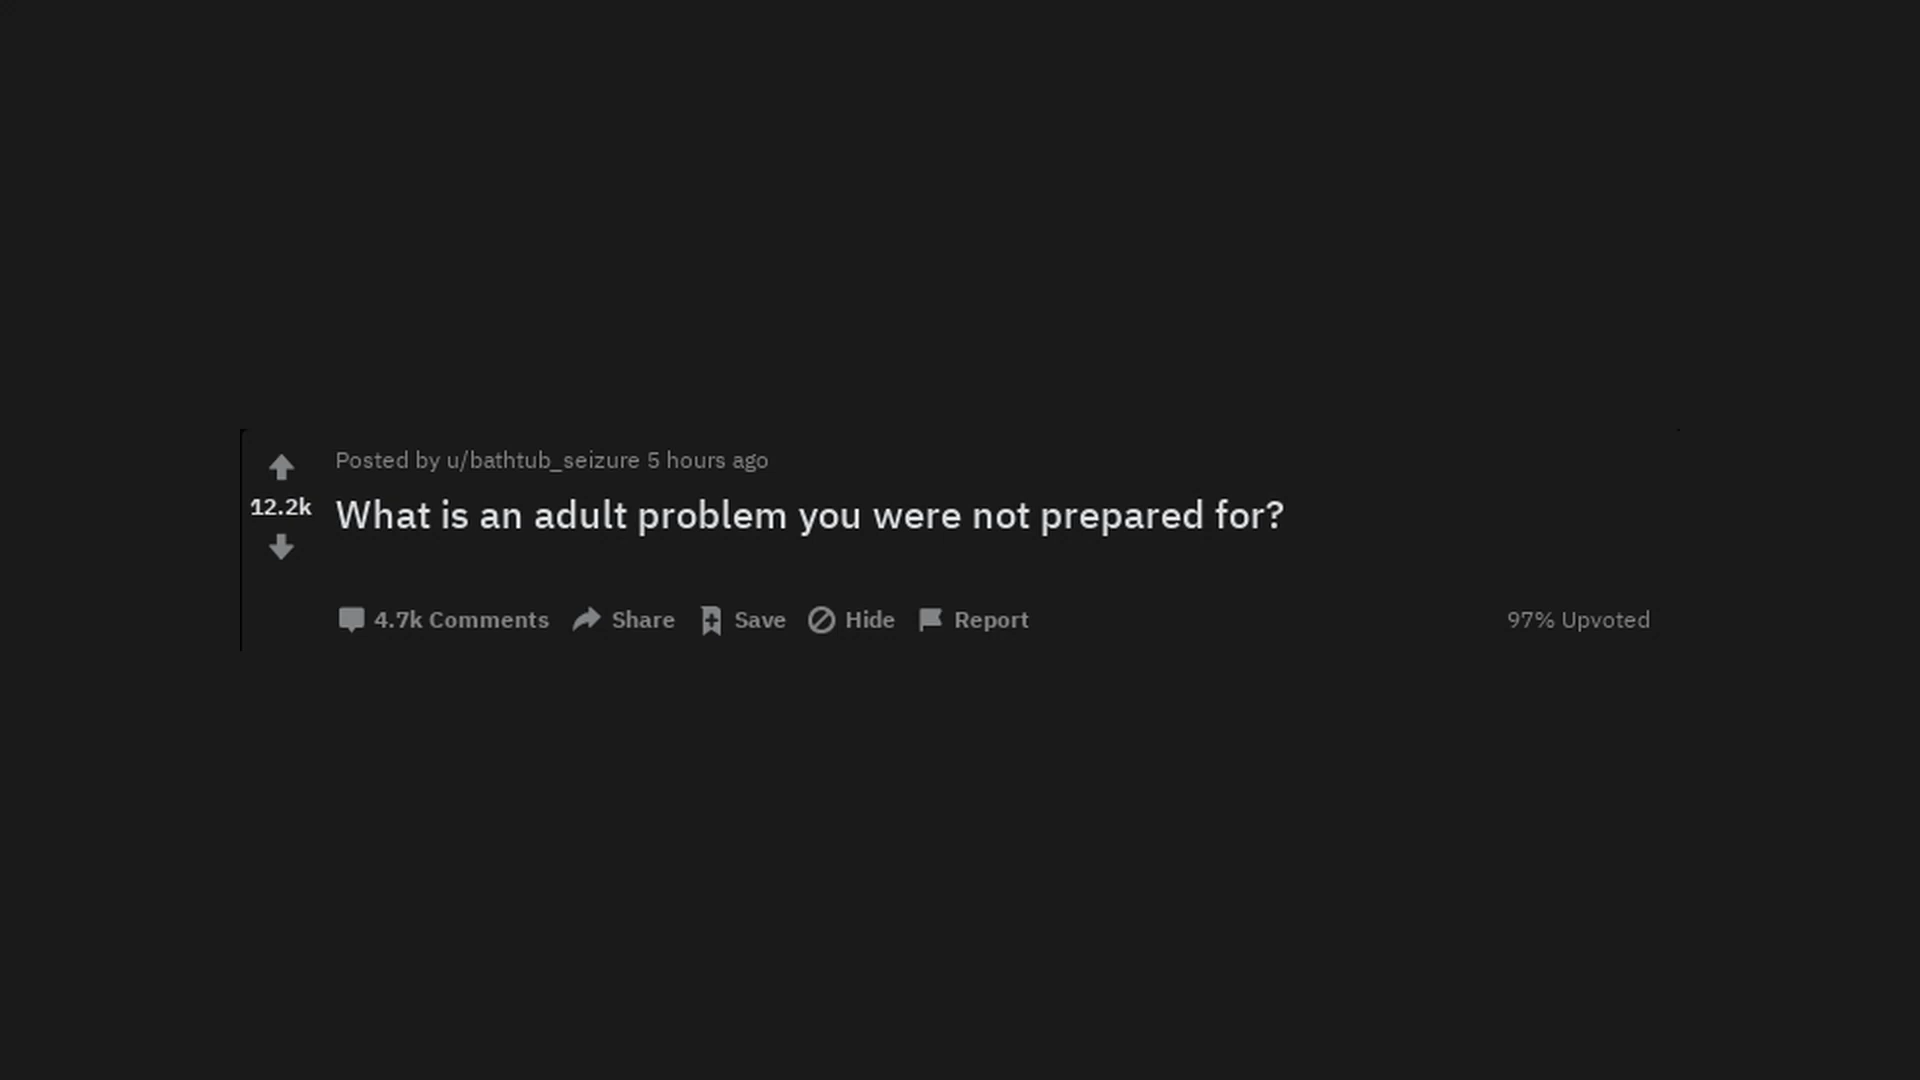 Posted by u/bathtub_seizure 5 hours ago
12.2k
What is an adult problem you were not prepared for?
4.7k Comments Share Save Hide Report 97% Upvoted